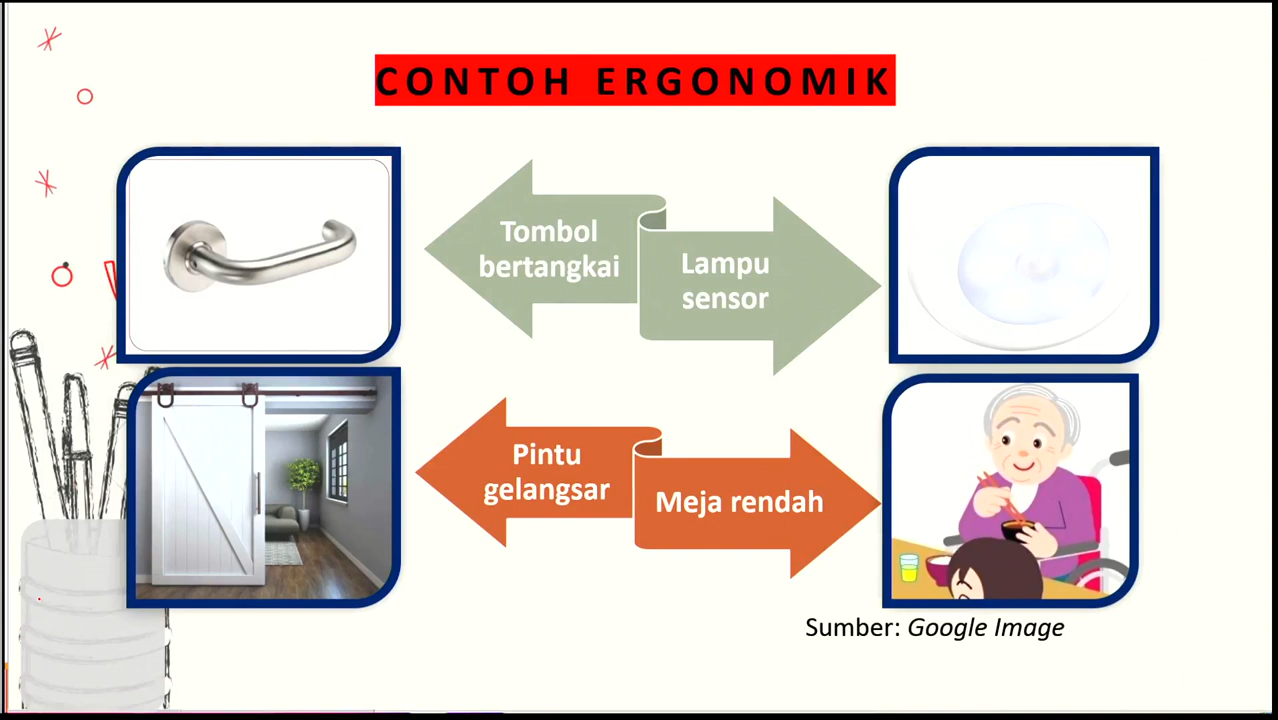 CONTOH ERGONOMIK
Tombol
bertangkai
Lampu
sensor
Pintu
gelangsar
Meja rendah
Sumber: Google Image